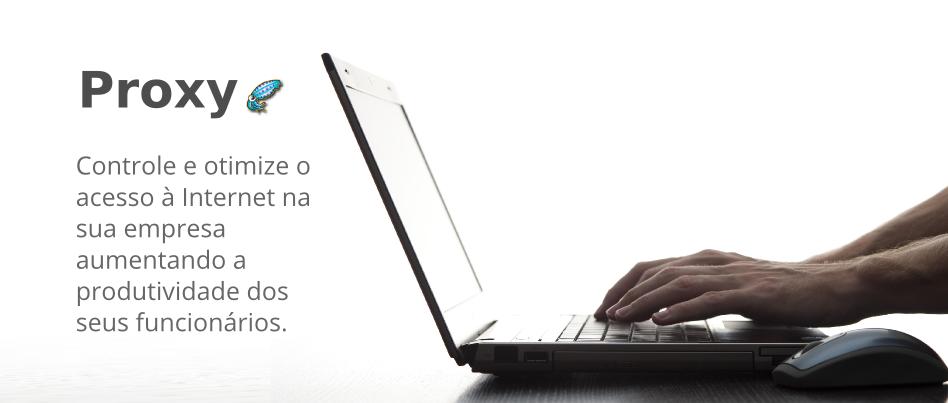 Proxy
Controle e otimize o
acesso à Internet na
sua empresa
aumentando a
produtividade dos
seus funcionários.